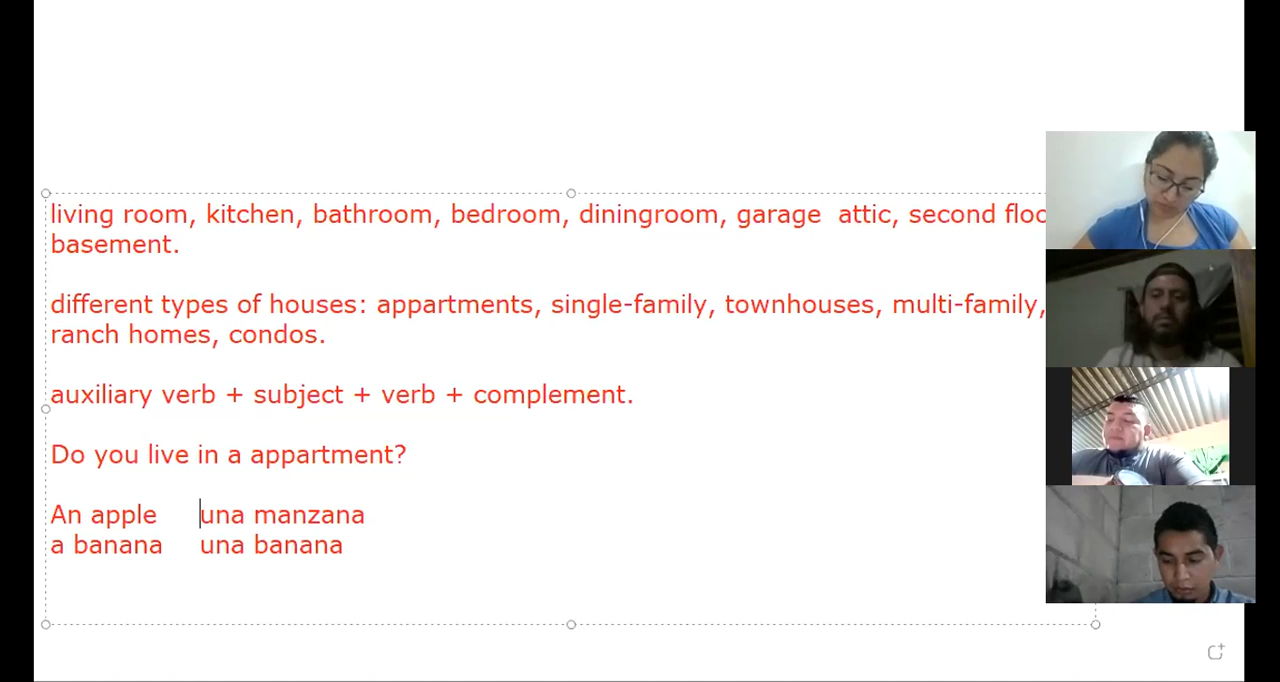 living room, kitchen, bathroom, bedroom, diningroom, garage  attic, second
basement.
different types of houses: appartments, single-family, townhouses, multi-family,
ranch homes, condos.
auxiliary verb + subject + verb + complement.
Do you live in a appartment?
An apple una manzana
a banana una banana